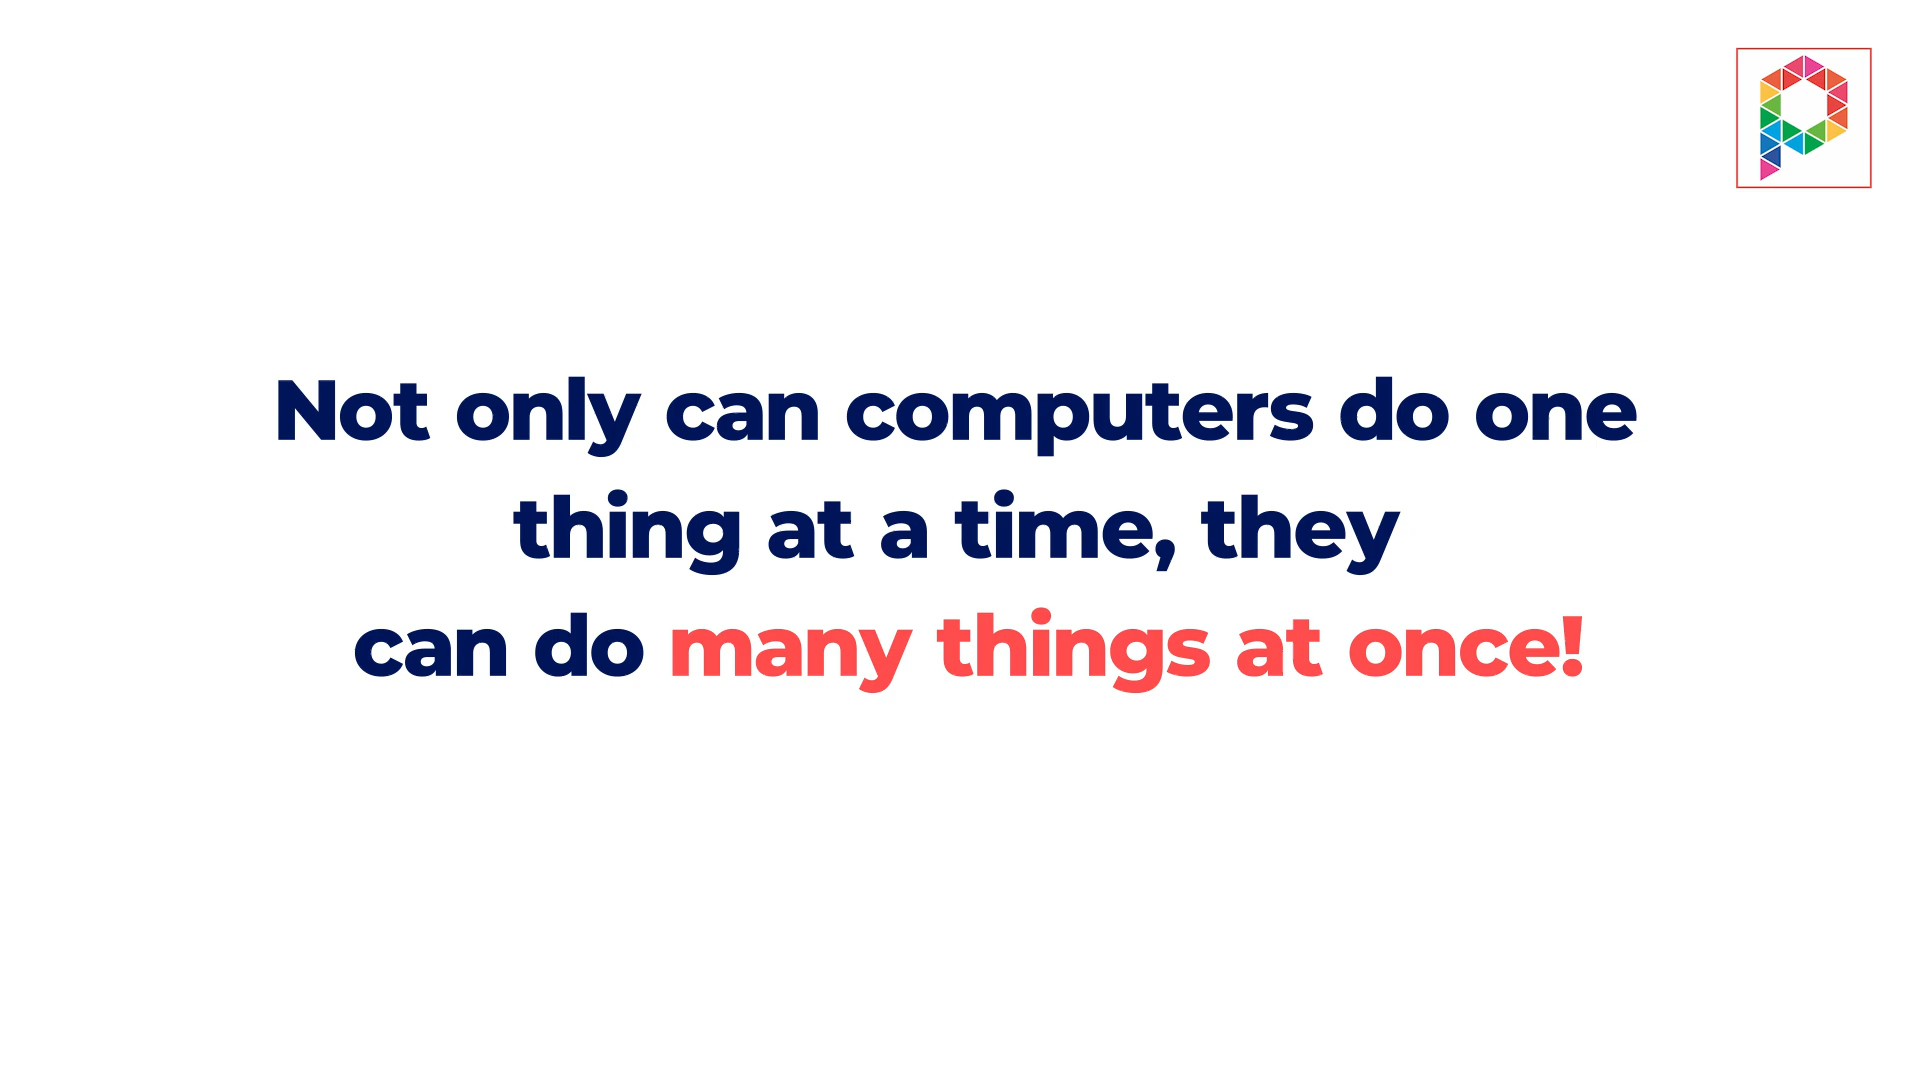 Not only can computers do one
thing at a time, they
can do many things at once!